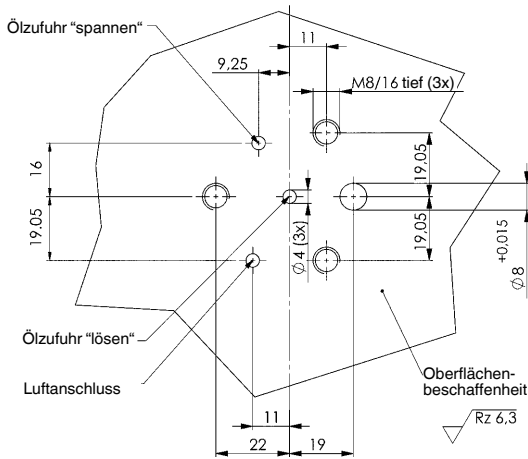 Ölzufuhr "spannen"
11
9,25
M8/16 tief (3x)
16
19,05
19,05
19,05
Ø 4 (3x)
+0,015
Ø 8
Ölzufuhr "lösen"
Luftanschluss
Oberflächen-
beschaffenheit
Rz 6,3
11
22
19